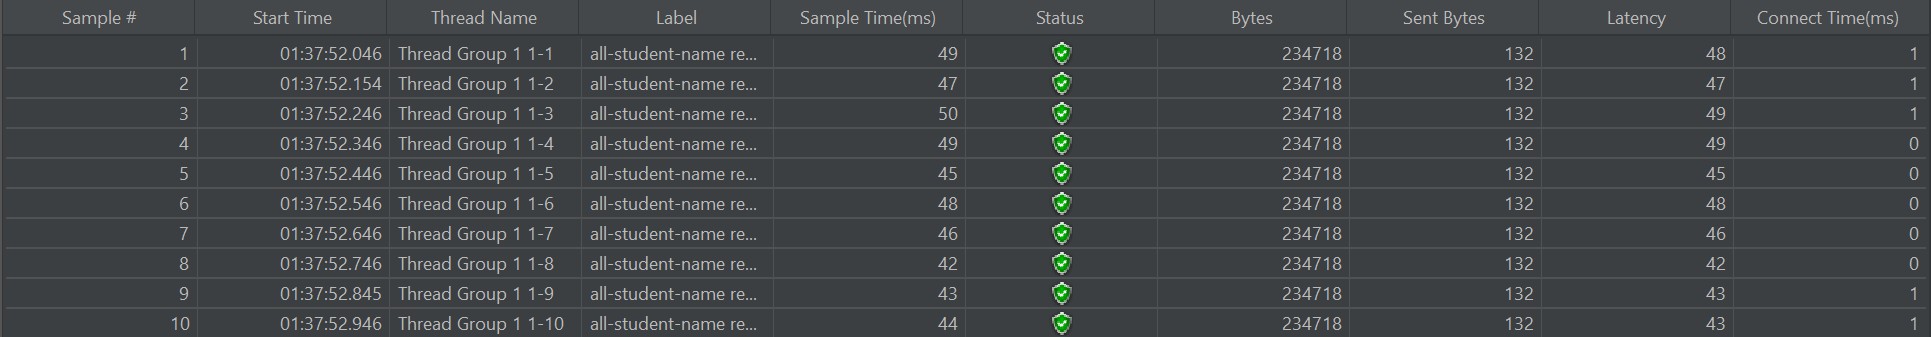 Sample # Start Time Thread Name Label Sample Time(ms) Status Bytes Sent Bytes Latency Connect Time(ms)
1 01:37:52.046 Thread Group 1 1-1 all-student-name re... 49 234718 132 48 1
2 01:37:52.154 Thread Group 1 1-2 all-student-name re... 47 234718 132 47 1
3 01:37:52.246 Thread Group 1 1-3 all-student-name re... 50 234718 132 49 1
4 01:37:52.346 Thread Group 1 1-4 all-student-name re... 49 234718 132 49 0
5 01:37:52.446 Thread Group 1 1-5 all-student-name re... 45 234718 132 45 0
6 01:37:52.546 Thread Group 1 1-6 all-student-name re... 48 234718 132 48 0
7 01:37:52.646 Thread Group 1 1-7 all-student-name re... 46 234718 132 46 0
8 01:37:52.746 Thread Group 1 1-8 all-student-name re... 42 234718 132 42 0
9 01:37:52.845 Thread Group 1 1-9 all-student-name re... 43 234718 132 43 1
10 01:37:52.946 Thread Group 1 1-10 all-student-name re... 44 234718 132 43 1